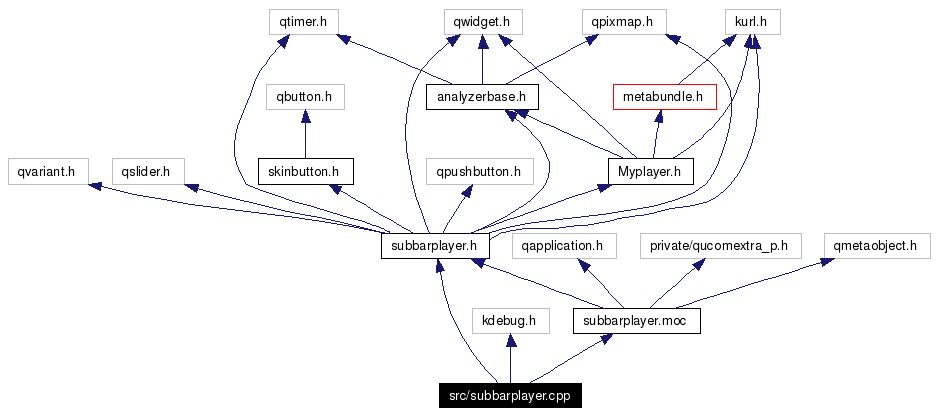 qtimer.h
qwidget.h
qpixmap.h
kurl.h
qbutton.h
analyzerbase.h
metabundle.h
qvariant.h
qslider.h
skinbutton.h
qpushbutton.h
Myplayer.h
subbarplayer.h
qapplication.h
private/qucomextra_p.h
qmetaobject.h
kdebug.h
subbarplayer.moc
src/subbarplayer.cpp